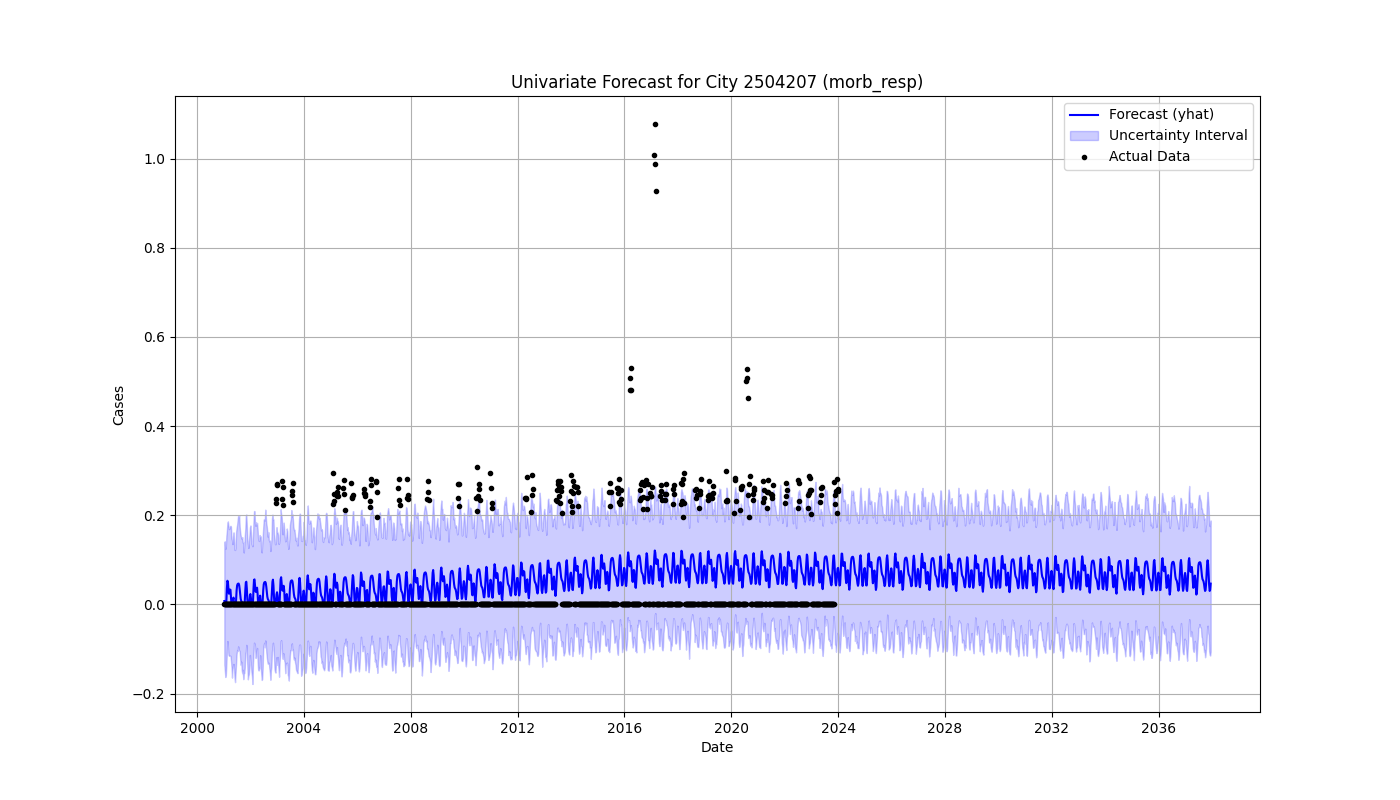 Univariate Forecast for City 2504207 (morb_resp)
Forecast (yhat)
Uncertainty Interval
Actual Data
1.0
0.8
0.6
0.4
0.2
0.0
−0.2
Cases
2000 2004 2008 2012 2016 2020 2024 2028 2032 2036
Date